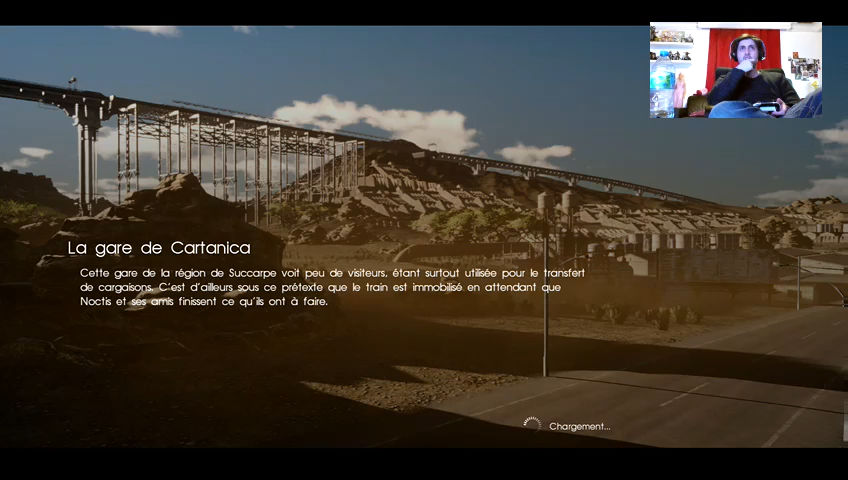 La gare de Cartanica
Cette gare de la région de Succarpe voit peu de visiteurs, étant surtout utilisée pour le transfert
de cargaisons. C'est d'ailleurs sous ce prétexte que le train est immobilisé en attendant que
Noctis et ses amis finissent ce qu'ils ont à faire.
Chargement...